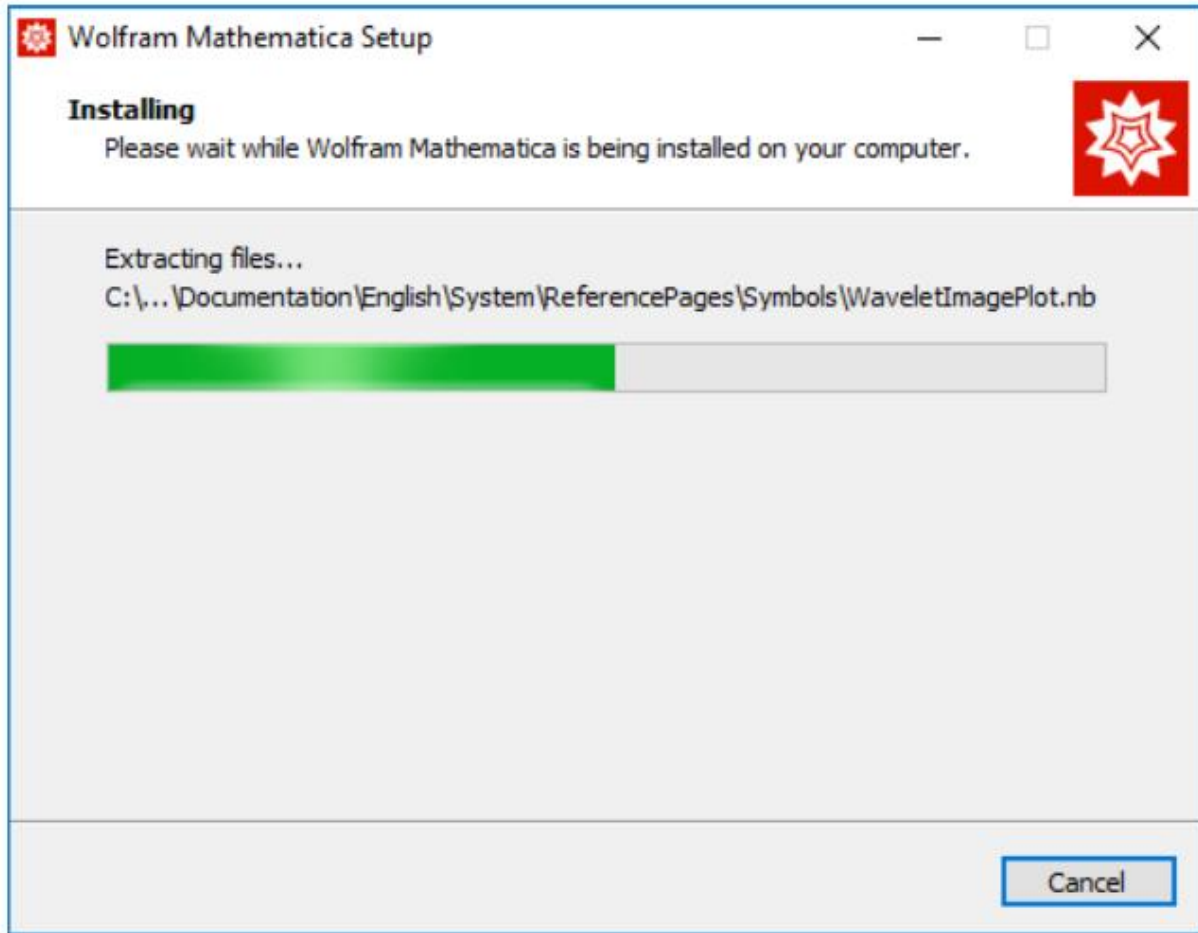 Wolfram Mathematica Setup
Installing
Please wait while Wolfram Mathematica is being installed on your computer.
Extracting files...
C:\...\Documentation\English\System\ReferencePages\Symbols\WaveletImagePlot.nb
Cancel